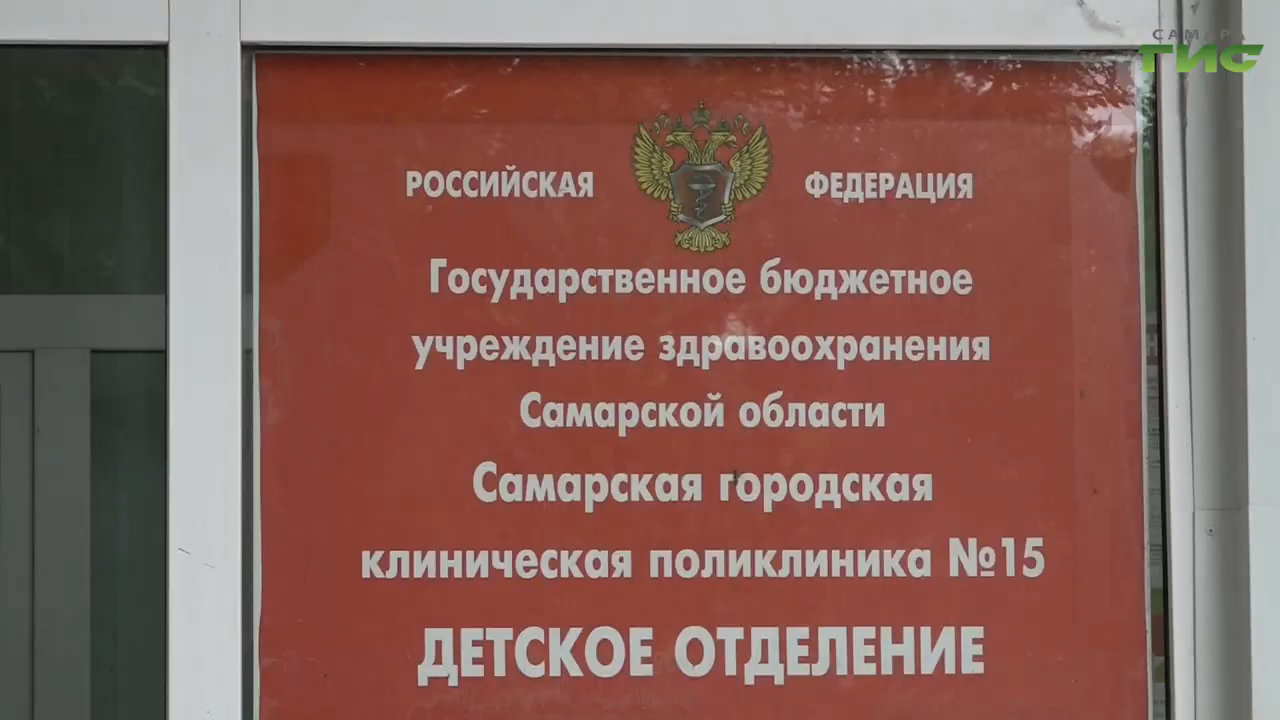 САМАРА
ГИС
РОССИЙСКАЯ ФЕДЕРАЦИЯ
Государственное бюджетное
учреждение здравоохранения
Самарской области
Самарская городская
клиническая поликлиника №15
ДЕТСКОЕ ОТДЕЛЕНИЕ